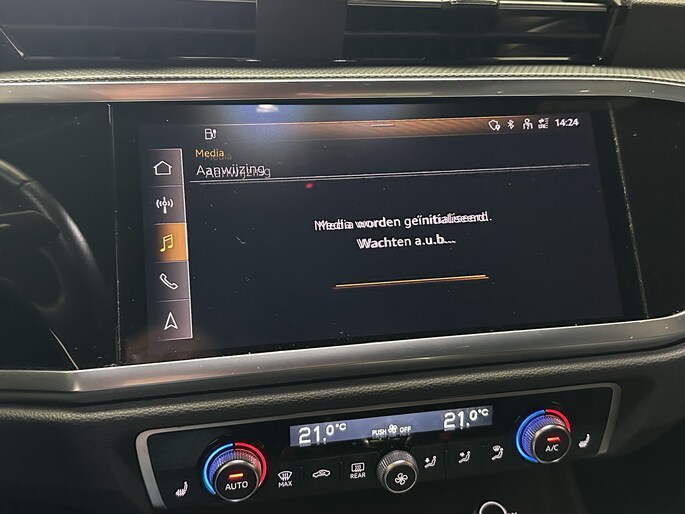 14:24
Media
Aanwijzing
Media worden geïnitialiseerd.
Wachten a.u.b...
21,0°C PUSH OFF 21,0°C
AUTO MAX REAR A/C